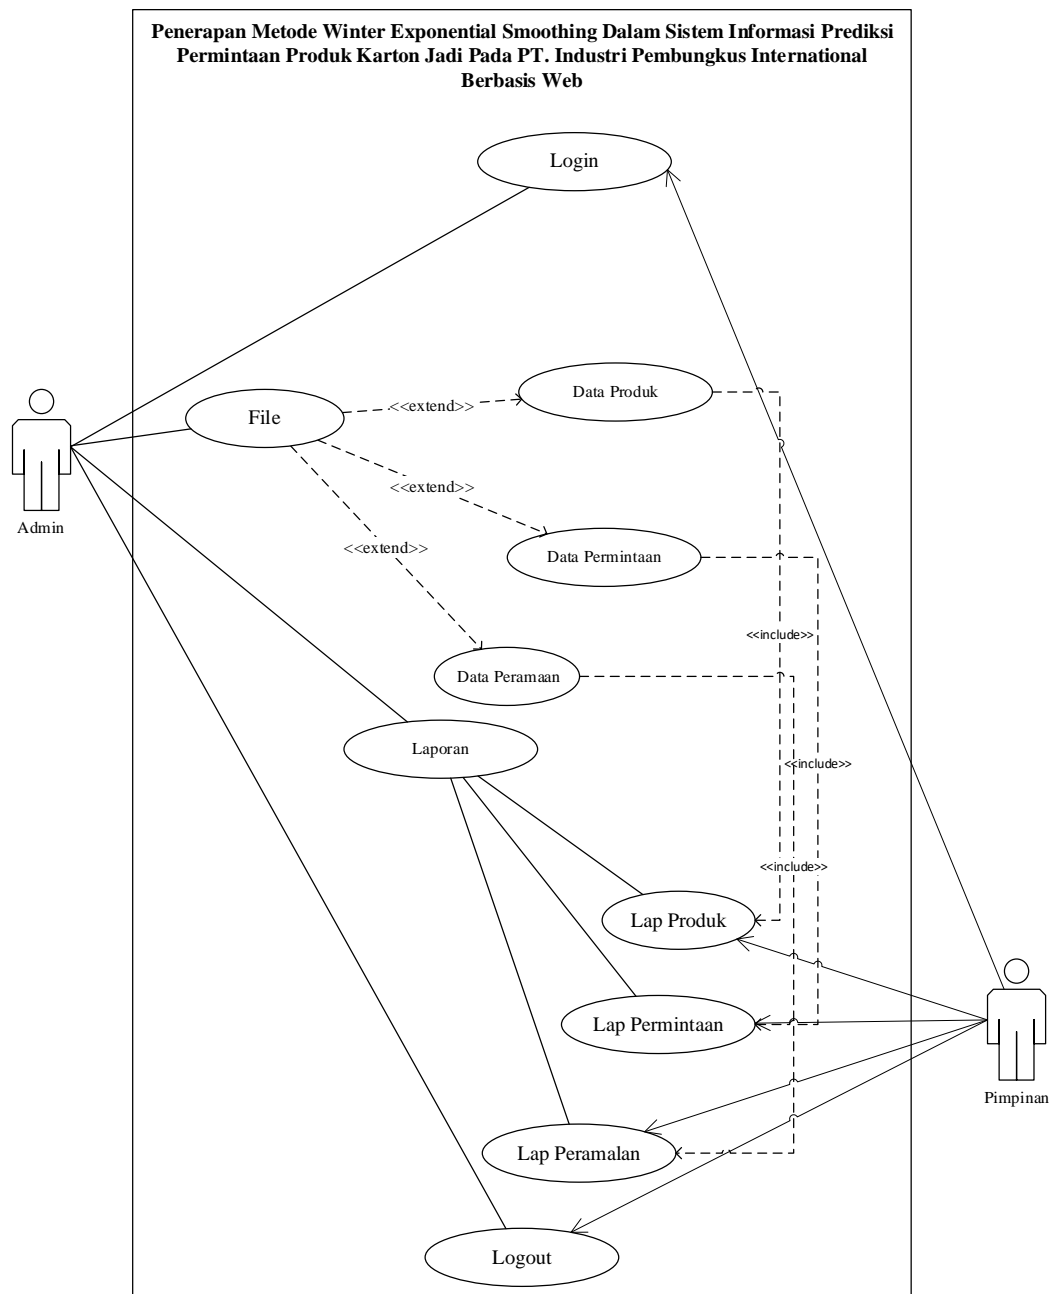 Penerapan Metode Winter Exponential Smoothing Dalam Sistem Informasi Prediksi
Permintaan Produk Karton Jadi Pada PT. Industri Pembungkus International
Berbasis Web
Login
Data Produk
<<extend>>
File
<<extend>>
Admin
<<extend>>
Data Permintaan
<<include>>
Data Peramaan
Laporan
<<include>>
<<include>>
Lap Produk
Lap Permintaan
Pimpinan
Lap Peramalan
Logout